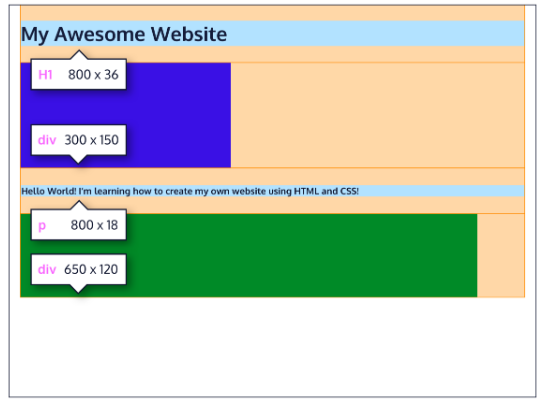 My Awesome Website
H1 800 x 36
div 300 x 150
Hello World! I'm learning how to create my own website using HTML and CSS!
p 800 x 18
div 650 x 120